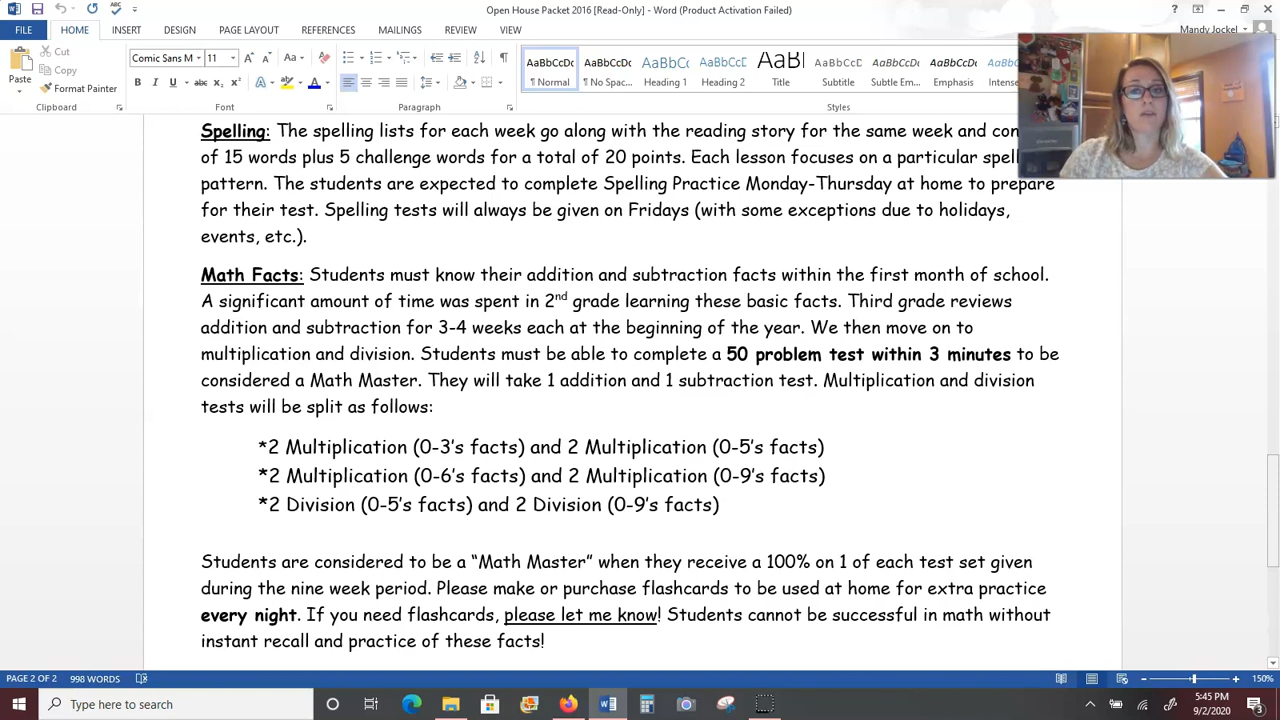 Open House Packet 2016 [Read-Only] - Word (Product Activation Failed)
FILE HOME INSERT DESIGN PAGE LAYOUT REFERENCES MAILINGS REVIEW VIEW Mandy Jockel
Paste Cut Copy Format Painter
Comic Sans M 11
AaBbCcDc AaBbCcDc AaBbCc AaBbCcD AaBl AaBbCcD AaBbCcDt AaBbCcDt AaBbCcDt
¶ Normal ¶ No Spac... Heading 1 Heading 2 Title Subtitle Subtle Em... Emphasis Intense
Clipboard Font Paragraph Styles
Spelling: The spelling lists for each week go along with the reading story for the same week and con
of 15 words plus 5 challenge words for a total of 20 points. Each lesson focuses on a particular spell
pattern. The students are expected to complete Spelling Practice Monday-Thursday at home to prepare
for their test. Spelling tests will always be given on Fridays (with some exceptions due to holidays,
events, etc.).
Math Facts: Students must know their addition and subtraction facts within the first month of school.
A significant amount of time was spent in 2nd grade learning these basic facts. Third grade reviews
addition and subtraction for 3-4 weeks each at the beginning of the year. We then move on to
multiplication and division. Students must be able to complete a 50 problem test within 3 minutes to be
considered a Math Master. They will take 1 addition and 1 subtraction test. Multiplication and division
tests will be split as follows:
*2 Multiplication (0-3's facts) and 2 Multiplication (0-5's facts)
*2 Multiplication (0-6's facts) and 2 Multiplication (0-9's facts)
*2 Division (0-5's facts) and 2 Division (0-9's facts)
Students are considered to be a “Math Master” when they receive a 100% on 1 of each test set given
during the nine week period. Please make or purchase flashcards to be used at home for extra practice
every night. If you need flashcards, please let me know! Students cannot be successful in math without
instant recall and practice of these facts!
PAGE 2 OF 2 998 WORDS 150%
Type here to search 5:45 PM
9/2/2020